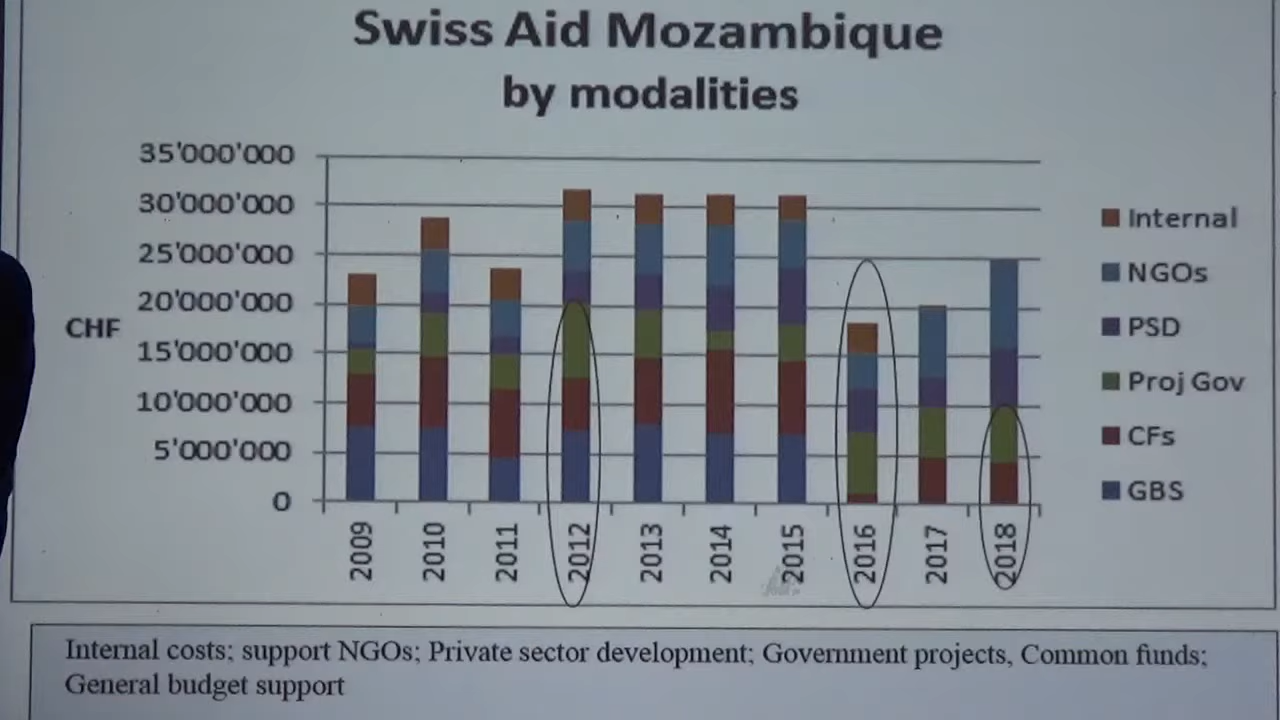 Swiss Aid Mozambique
by modalities
35'000'000
30'000'000
25'000'000
20'000'000
15'000'000
10'000'000
5'000'000
0
CHF
2009
2010
2011
2012
2013
2014
2015
2016
2017
2018
Internal
NGOs
PSD
Proj Gov
CFs
GBS
Internal costs; support NGOs; Private sector development; Government projects, Common funds;
General budget support